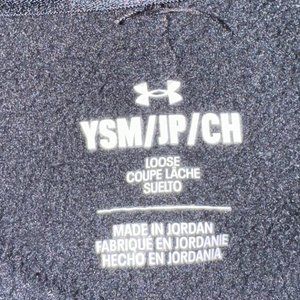 YSM/JP/CH
LOOSE
COUPE LÂCHE
SUELTO
MADE IN JORDAN
FABRIQUÉ EN JORDANIE
HECHO EN JORDANIA